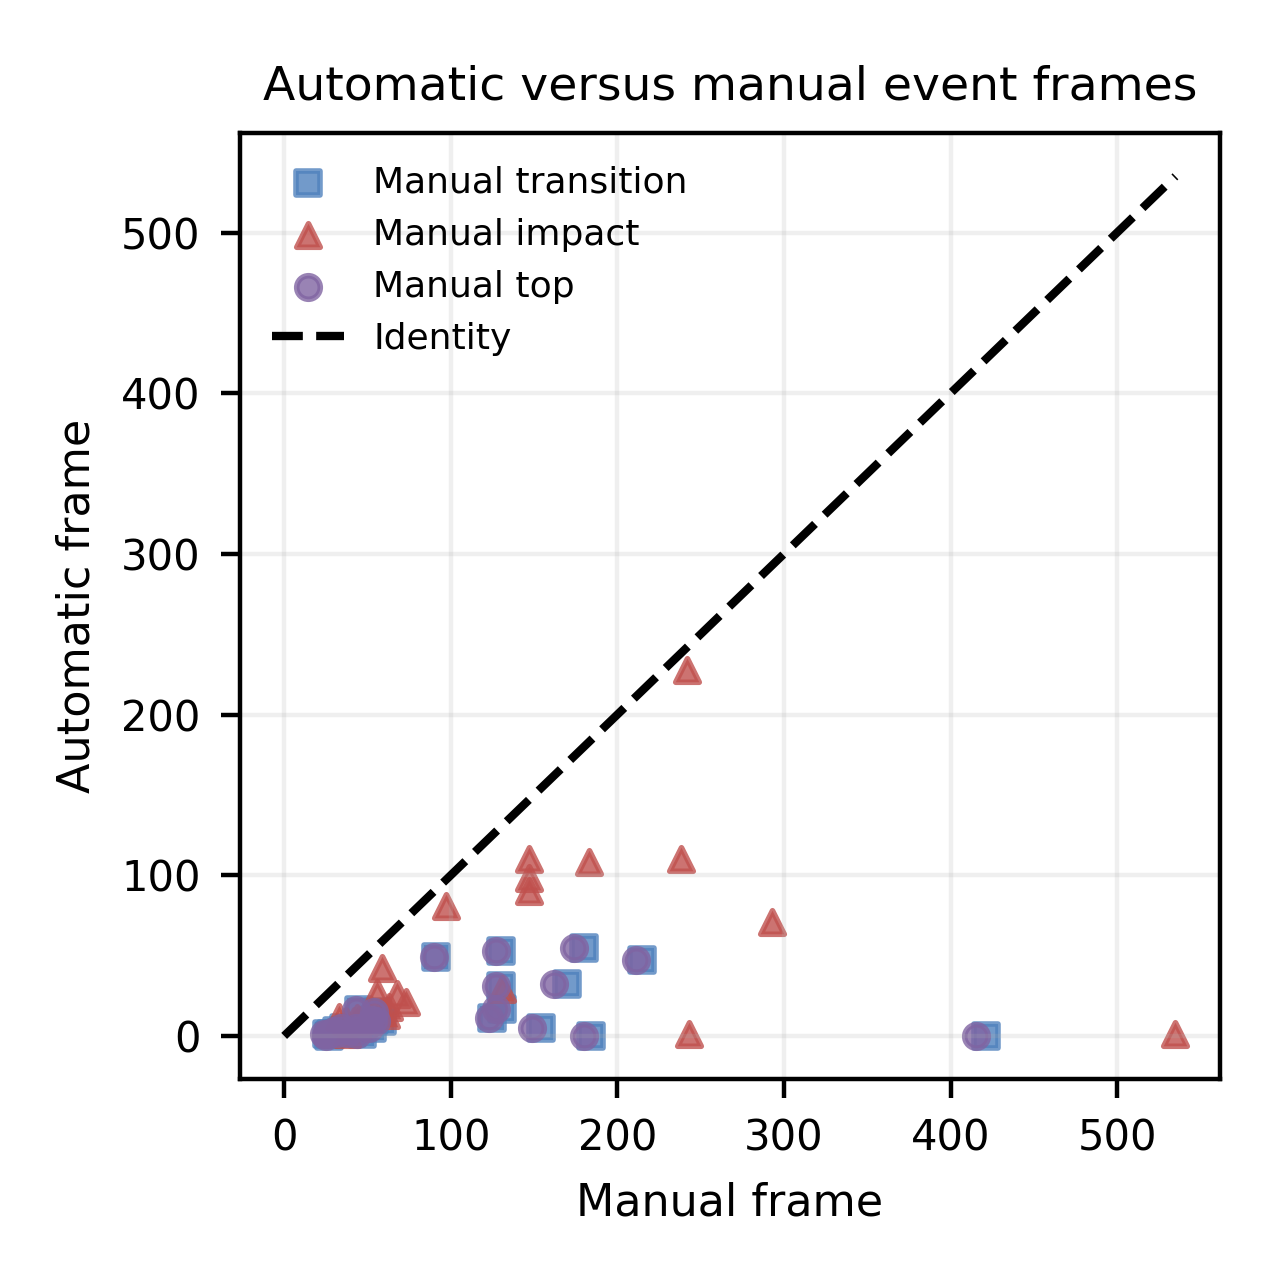 Automatic versus manual event frames
Manual transition
Manual impact
Manual top
Identity
500
400
300
200
100
0
Automatic frame
0 100 200 300 400 500
Manual frame